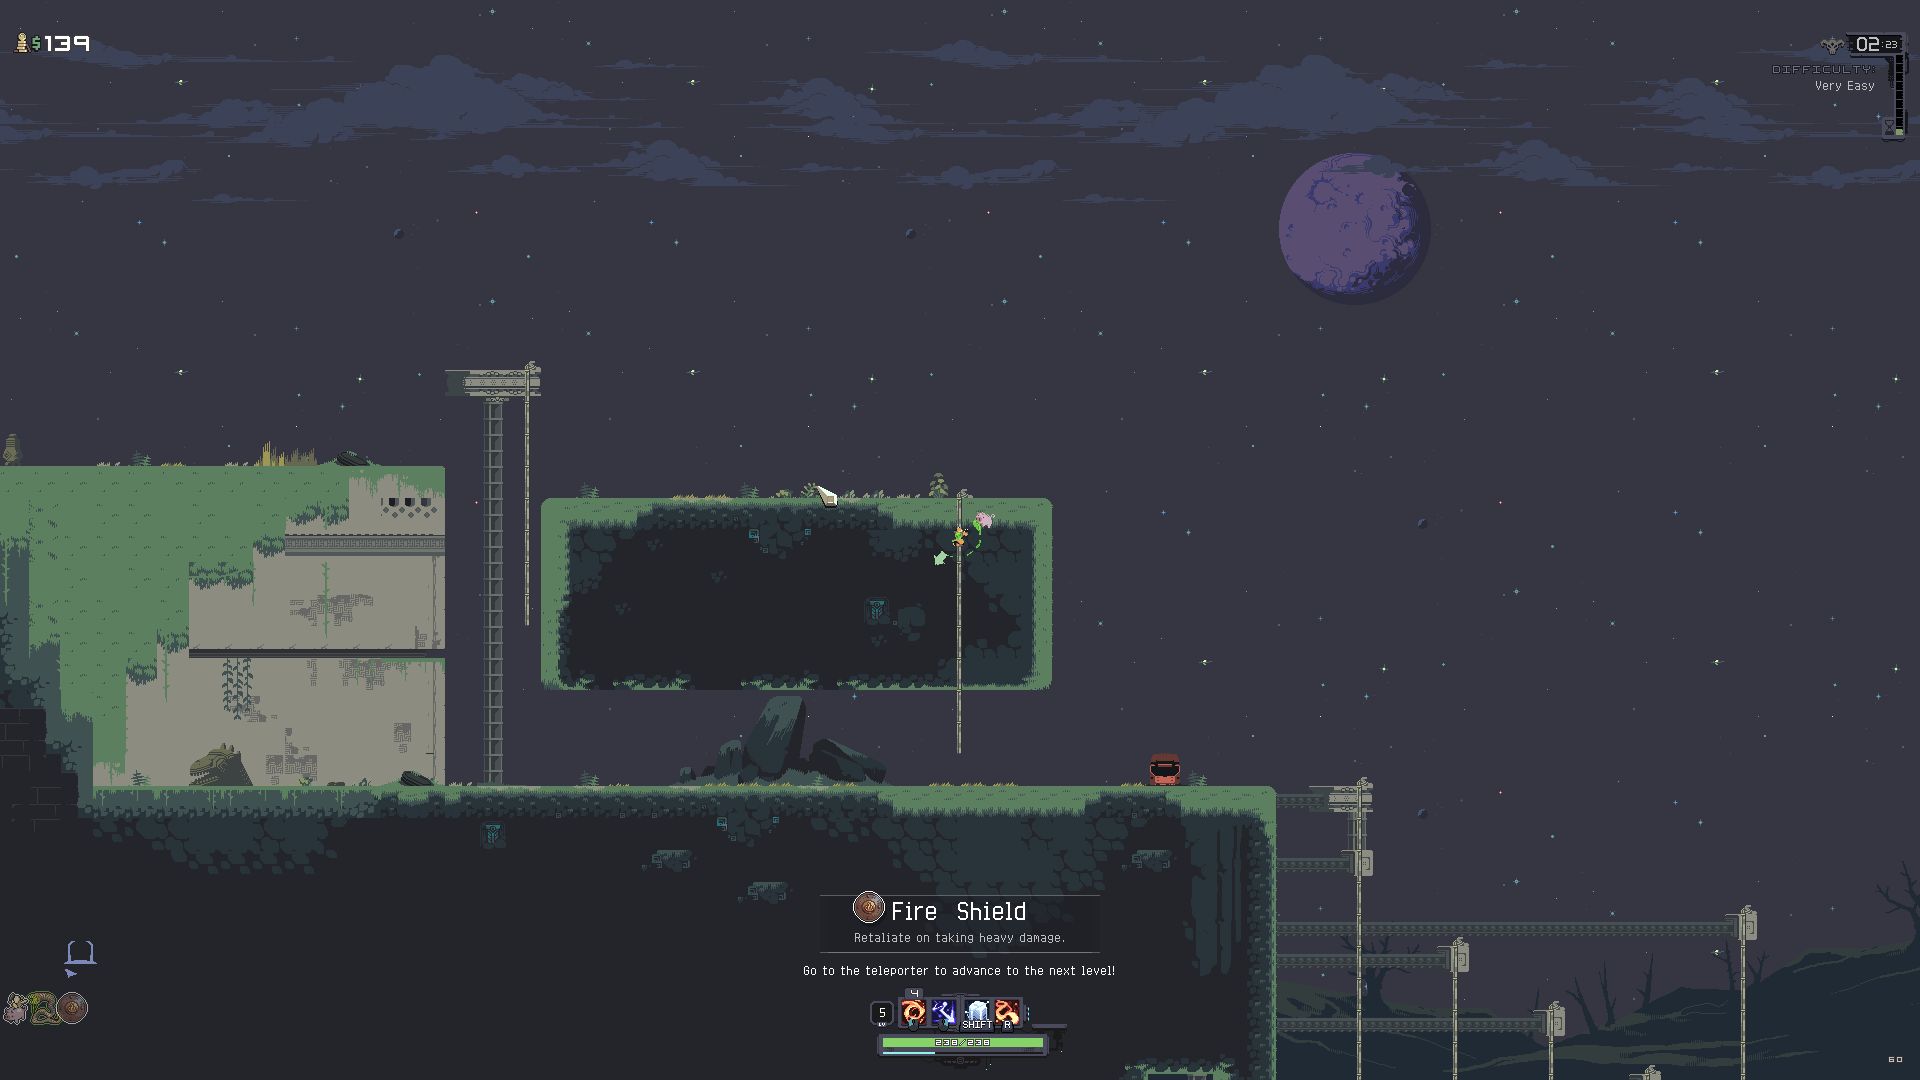 $139
02:23
DIFFICULTY:
Very Easy
Fire Shield
Retaliate on taking heavy damage.
Go to the teleporter to advance to the next level!
4
5
SHIFT
R
238/238
60